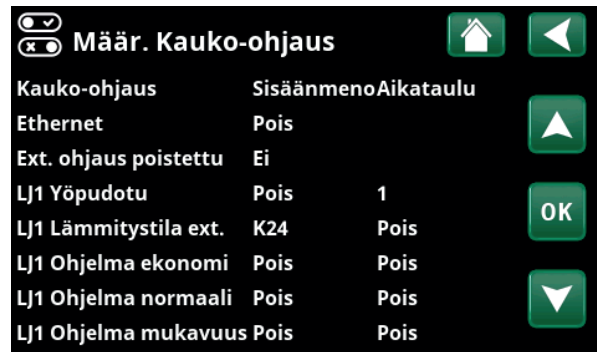 Määr. Kauko-ohjaus
Kauko-ohjaus SisäänmenoAikataulu
Ethernet Pois
Ext. ohjaus poistettu Ei
LJ1 Yöpudotu Pois 1
OK
LJ1 Lämmitystila ext. K24 Pois
LJ1 Ohjelma ekonomi Pois Pois
LJ1 Ohjelma normaali Pois Pois
LJ1 Ohjelma mukavuus Pois Pois